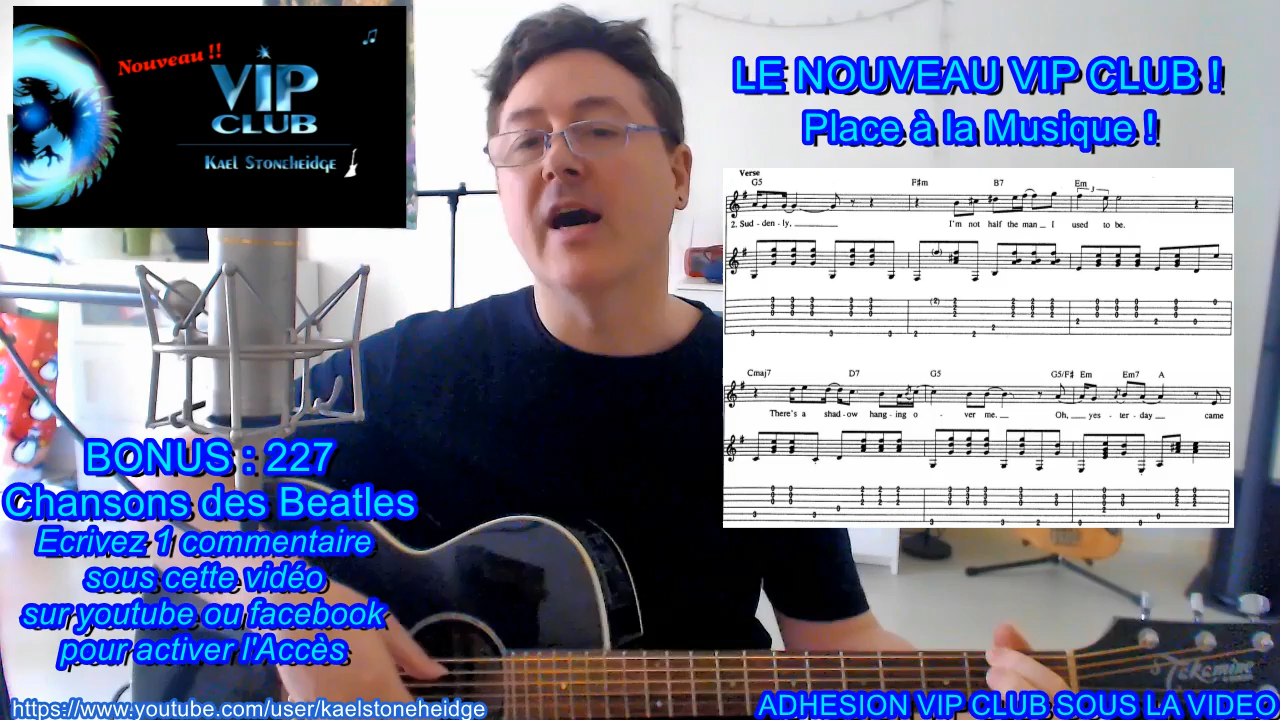 Nouveau !!
VIP
CLUB
Kael Stoneheidge
LE NOUVEAU VIP CLUB !
Place à la Musique !
Verse
G5 F#m B7 Em
3
2. Sud - den - ly, I'm not half the man I used to be.
Cmaj7 D7 G5 G5/F# Em Em7 A
There's a shad - ow hang - ing o - ver me. Oh, yes - ter - day came
BONUS : 227
Chansons des Beatles
Ecrivez 1 commentaire
sous cette vidéo
sur youtube ou facebook
pour activer l'Accès
Takamine
https://www.youtube.com/user/kaelstoneheidge
ADHESION VIP CLUB SOUS LA VIDEO